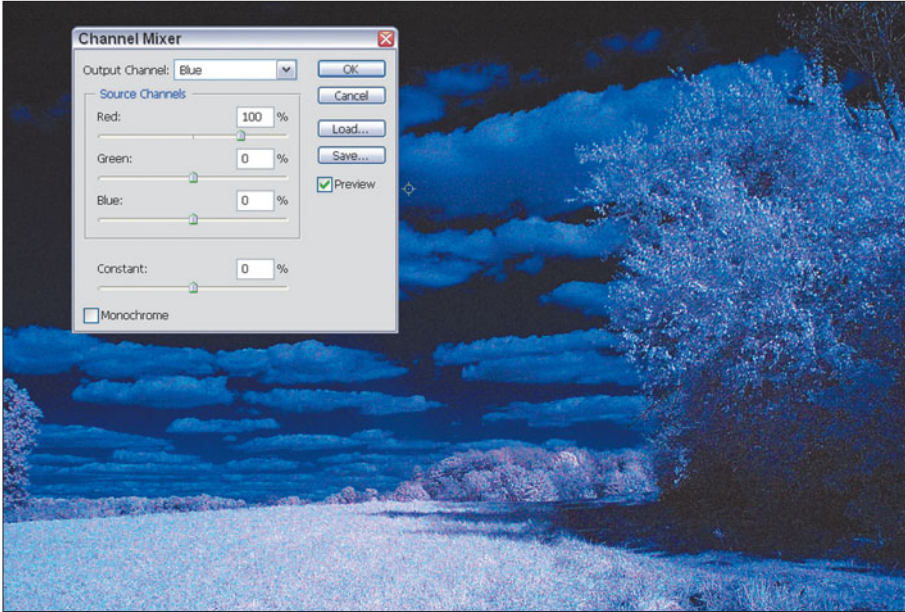 Channel Mixer
Output Channel: Blue
OK
Source Channels
Cancel
Red: 100 %
Load...
Green: 0 %
Save...
Preview
Blue: 0 %
Constant: 0 %
Monochrome